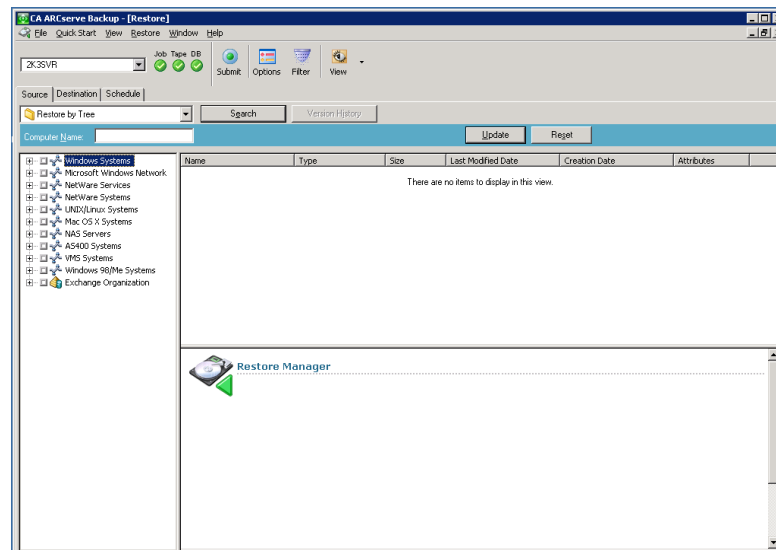 CA ARCserve Backup - [Restore]
File Quick Start View Restore Window Help
2K3SVR
Job Tape DB
Submit Options Filter View
Source Destination Schedule
Restore by Tree Search Version History
Computer Name: Update Reset
Windows Systems
Microsoft Windows Network
NetWare Services
NetWare Systems
UNIX/Linux Systems
Mac OS X Systems
NAS Servers
AS400 Systems
VMS Systems
Windows 98/Me Systems
Exchange Organization
Name Type Size Last Modified Date Creation Date Attributes
There are no items to display in this view.
Restore Manager